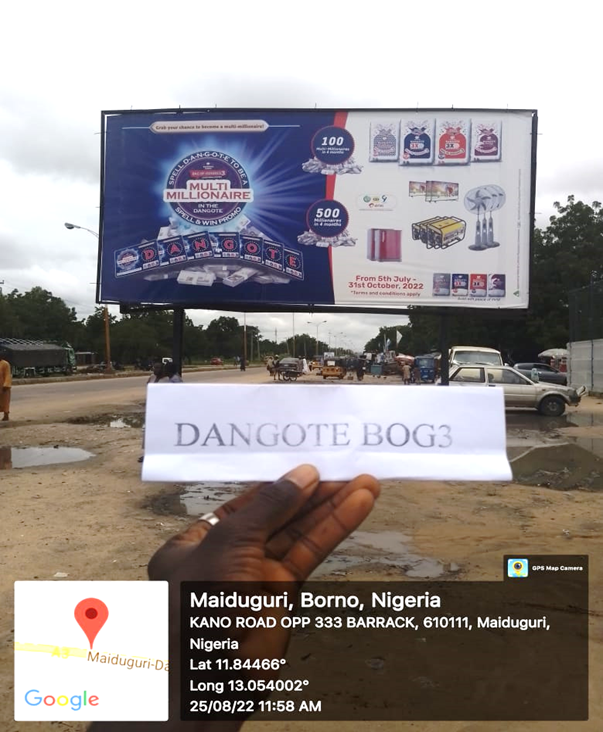 Grab your chance to become a multi-millionaire!
SPELL D-A-N-G-O-T-E TO BE A
MULTI
MILLIONAIRE
IN THE
DANGOTE
SPELL & WIN PROMO
D A N G O T E
100
Multi-Millionaires
in 4 months
500
Millionaires
in 4 months
From 5th July –
31st October, 2022
*Terms and conditions apply
DANGOTE BOG3
GPS Map Camera
Maiduguri-Da
Google
Maiduguri, Borno, Nigeria
KANO ROAD OPP 333 BARRACK, 610111, Maiduguri,
Nigeria
Lat 11.84466°
Long 13.054002°
25/08/22 11:58 AM